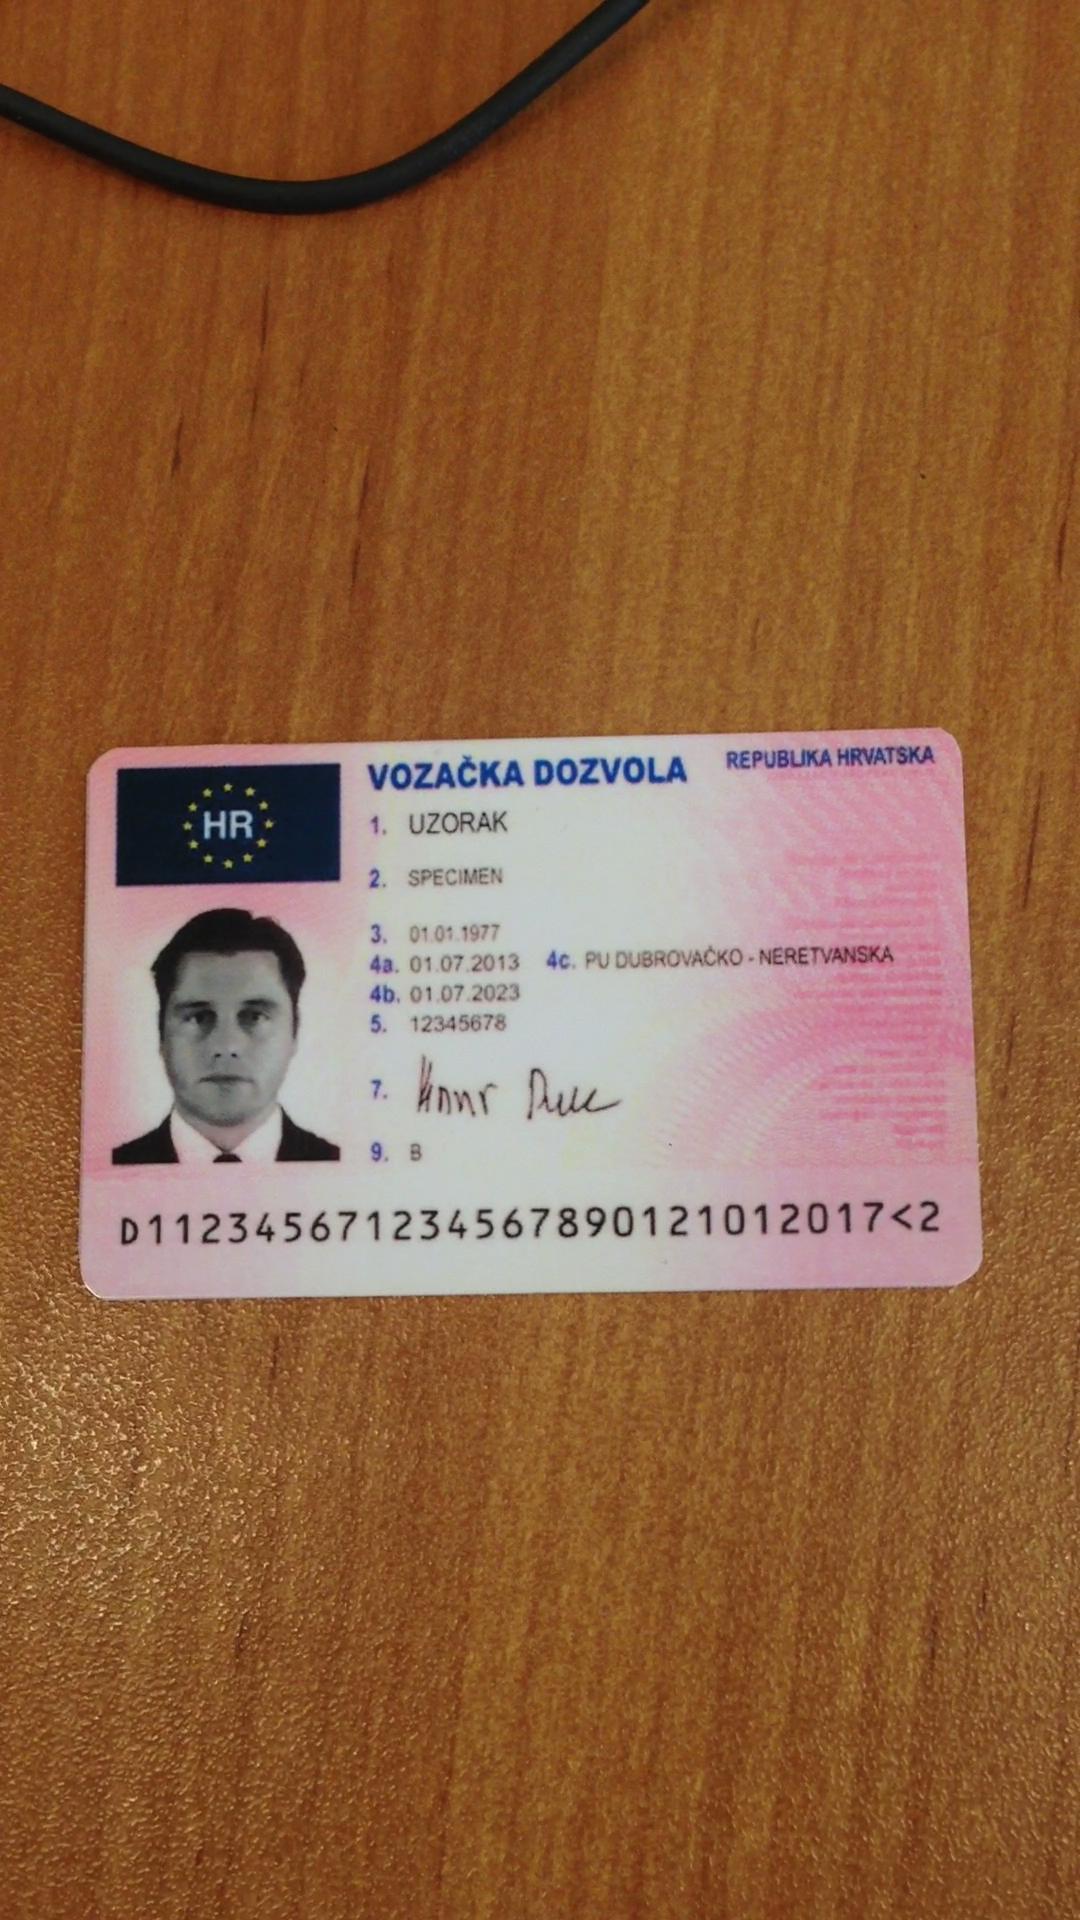 HR
VOZAČKA DOZVOLA
REPUBLIKA HRVATSKA
1. UZORAK
2. SPECIMEN
3. 01.01.1977
4a. 01.07.2013 4c. PU DUBROVAČKO - NERETVANSKA
4b. 01.07.2023
5. 12345678
7.
9. B
D112345671234567890121012017<2